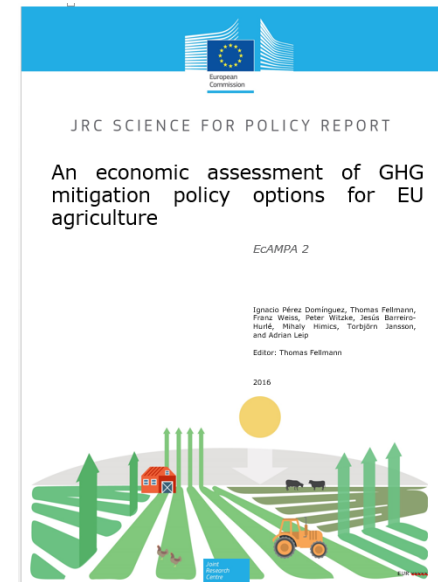 European
Commission
JRC SCIENCE FOR POLICY REPORT
An economic assessment of GHG
mitigation policy options for EU
agriculture
EcAMPA 2
Ignacio Pérez Domínguez, Thomas Fellmann,
Franz Weiss, Peter Witzke, Jesús Barreiro-
Hurlé, Mihaly Himics, Torbjörn Jansson,
and Adrian Leip
Editor: Thomas Fellmann
2016
Joint
Research
Centre
EUR